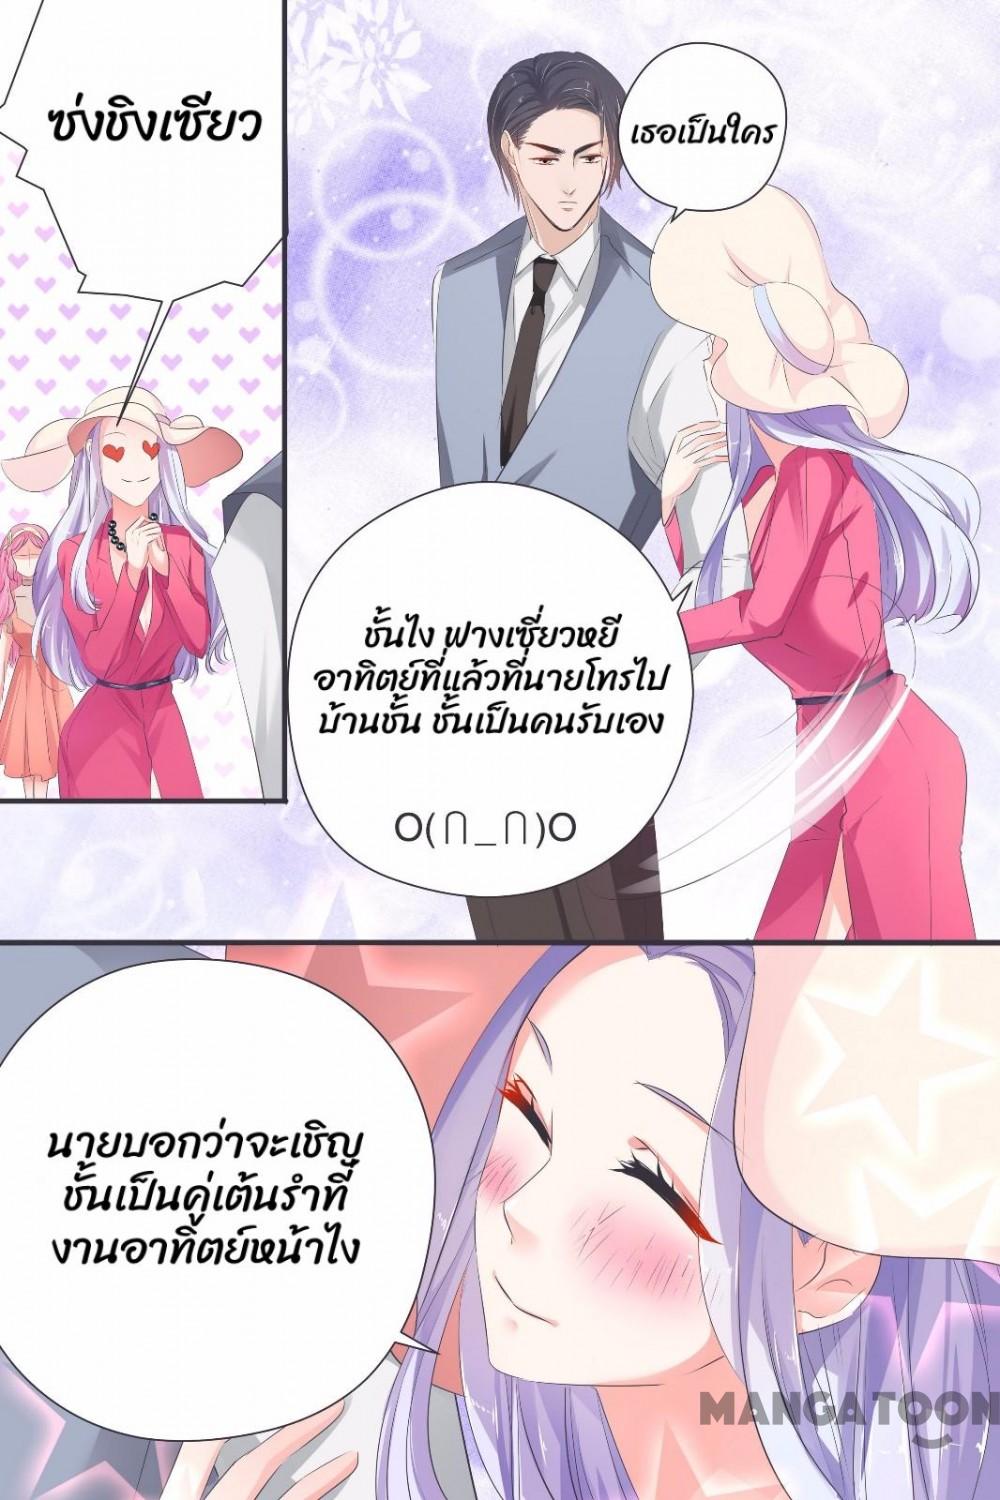 ซ่งชิงเซียว
เธอเป็นใคร
ชั้นไง ฟางเซี่ยวหยี
อาทิตย์ที่แล้วที่นายโทรไป
บ้านชั้น ชั้นเป็นคนรับเอง
O(∩_∩)O
นายบอกว่าจะเชิญ
ชั้นเป็นคู่เต้นรำที่
งานอาทิตย์หน้าไง
MANGATOON